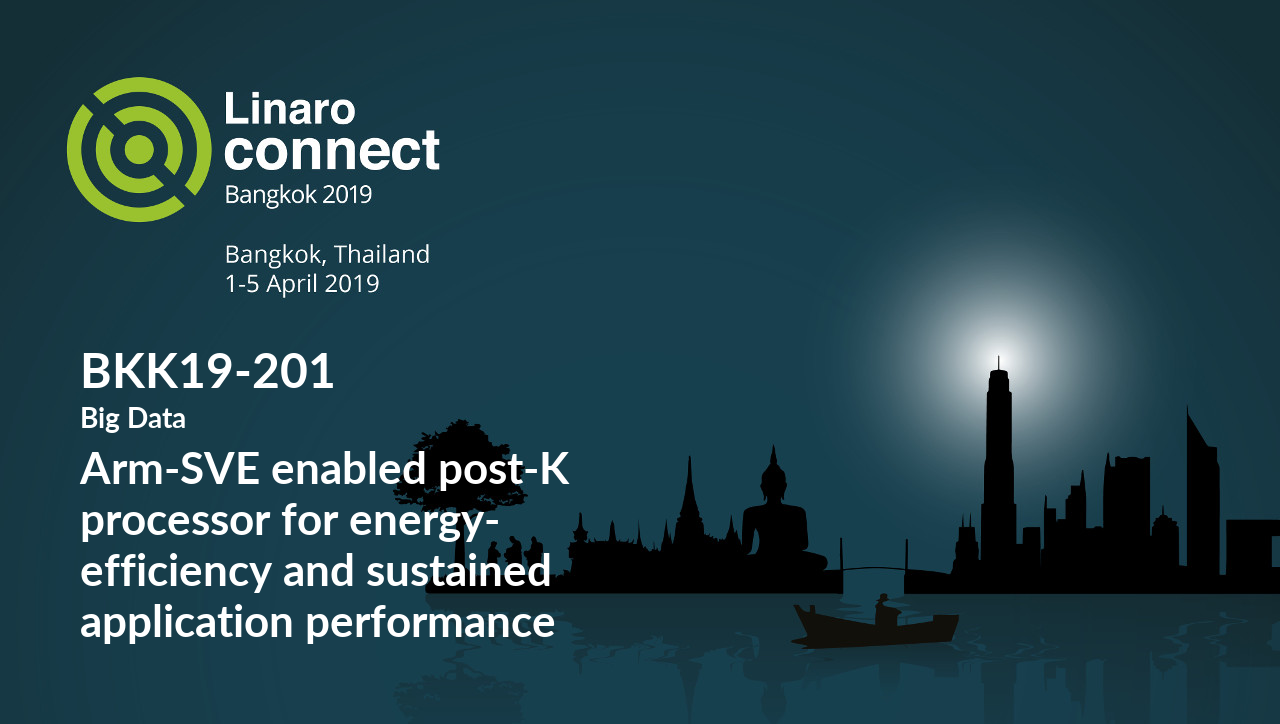 Linaro
connect
Bangkok 2019
Bangkok, Thailand
1-5 April 2019
BKK19-201
Big Data
Arm-SVE enabled post-K
processor for energy-
efficiency and sustained
application performance